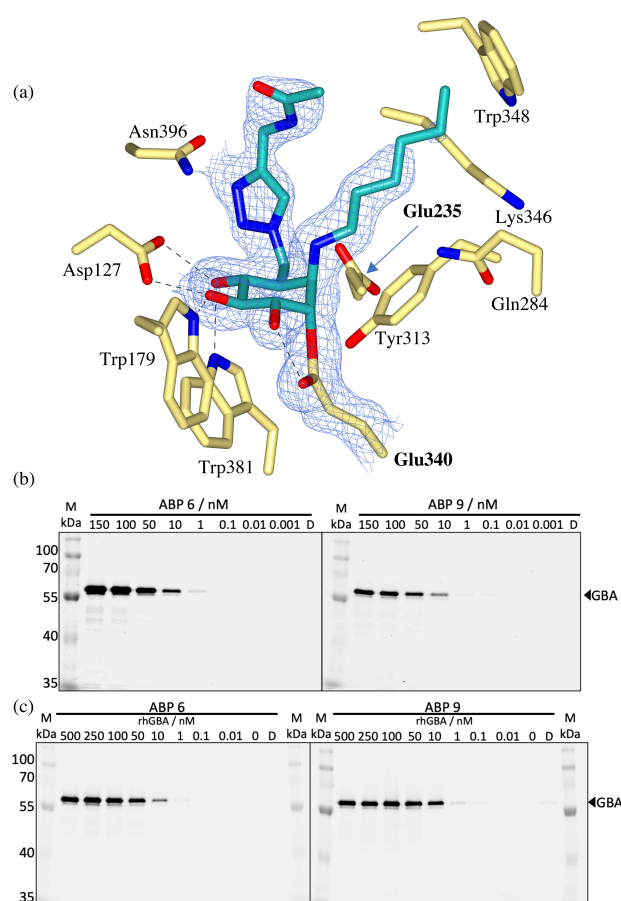 (a)
Trp348
Asn396
Glu235
Lys346
Asp127
Gln284
Tyr313
Trp179
Trp381
Glu340
(b)
M ABP 6 / nM ABP 9 / nM M
kDa 150 100 50 10 1 0.1 0.01 0.001 D kDa 150 100 50 10 1 0.1 0.01 0.001 D
100
70
55 GBA
40
35
(c)
M ABP 6 M ABP 9 M
kDa rhGBA / nM kDa rhGBA / nM kDa
500 250 100 50 10 1 0.1 0.01 0 D 500 250 100 50 10 1 0.1 0.01 0 D
100
70
55 GBA
40
35